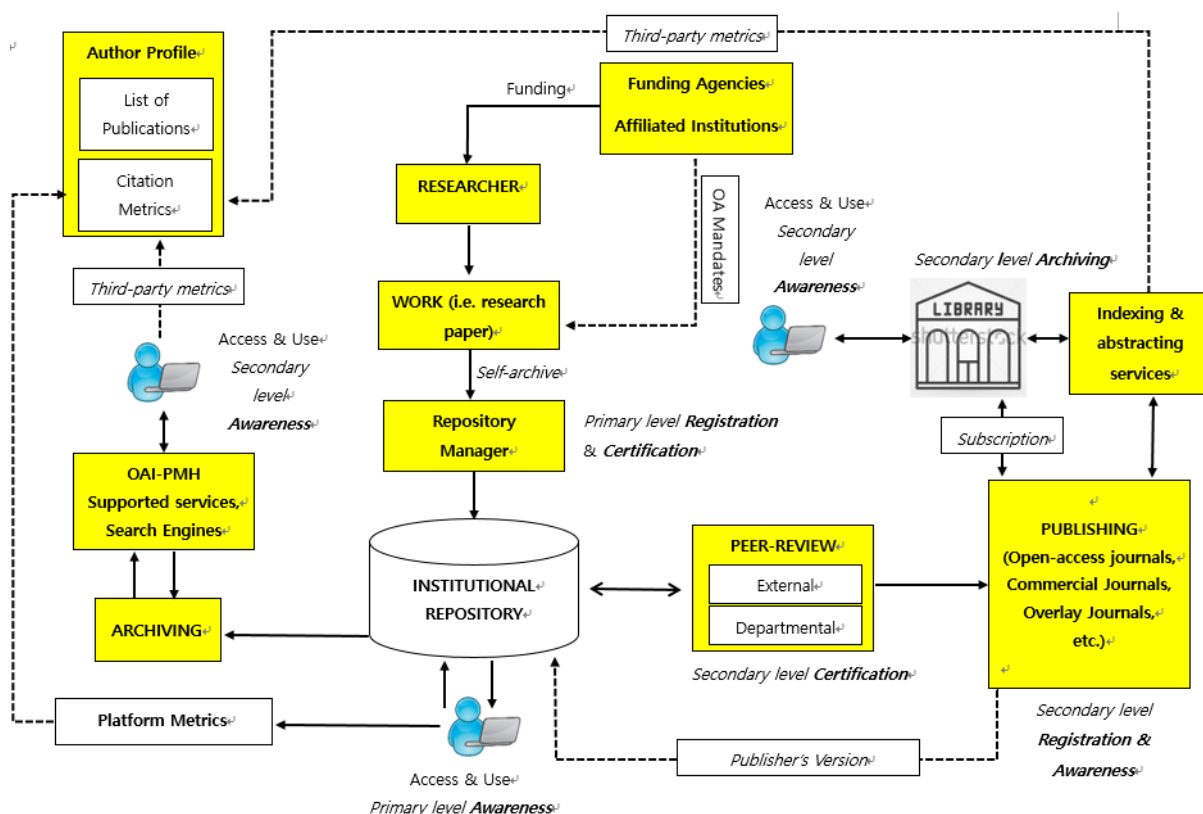 Third-party metrics
Author Profile
List of
Publications
Citation
Metrics
Funding
Funding Agencies
Affiliated Institutions
RESEARCHER
OA Mandates
Access & Use
Secondary
level
Awareness
Secondary level Archiving
LIBRARY
shutterstock
Indexing &
abstracting
services
Third-party metrics
WORK (i.e. research
paper)
Access & Use
Secondary
level
Awareness
Self-archive
Repository
Manager
Primary level Registration
& Certification
Subscription
OAI-PMH
Supported services,
Search Engines
PUBLISHING
(Open-access journals,
Commercial Journals,
Overlay Journals,
etc.)
PEER-REVIEW
External
Departmental
INSTITUTIONAL
REPOSITORY
ARCHIVING
Secondary level Certification
Platform Metrics
Secondary level
Registration &
Awareness
Publisher's Version
Access & Use
Primary level Awareness